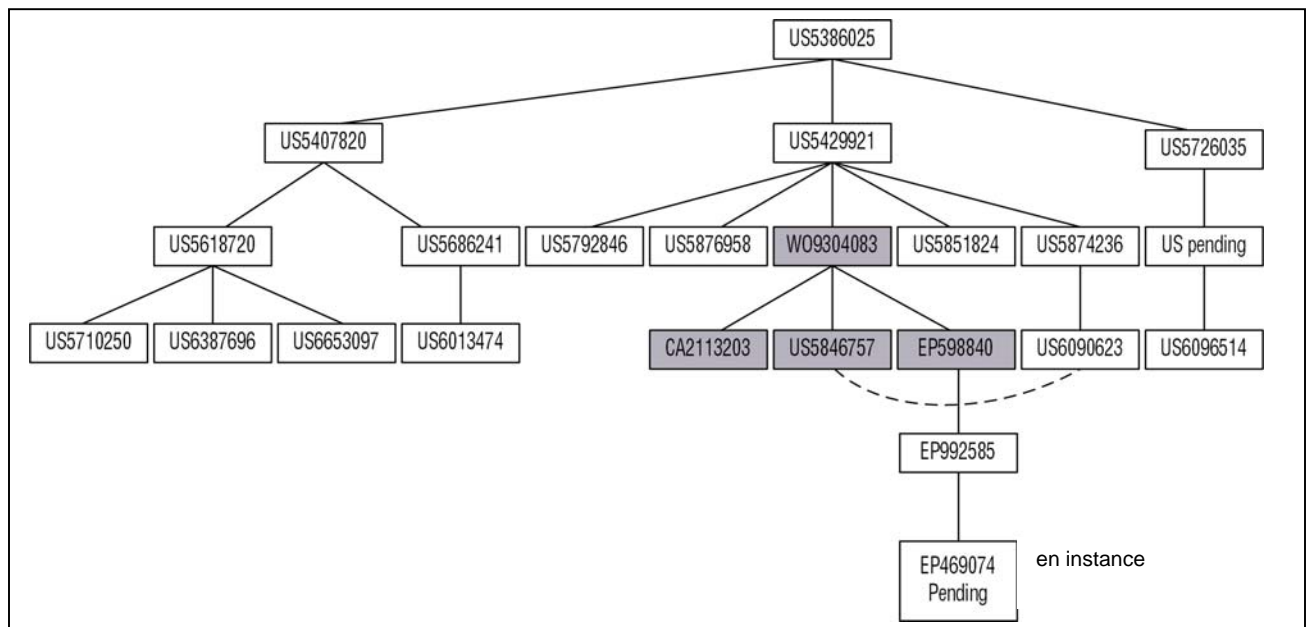 US5386025
US5407820
US5429921
US5726035
US5618720
US5686241
US5792846
US5876958
WO9304083
US5851824
US5874236
US pending
US5710250
US6387696
US6653097
US6013474
CA2113203
US5846757
EP598840
US6090623
US6096514
EP992585
EP469074
Pending
en instance